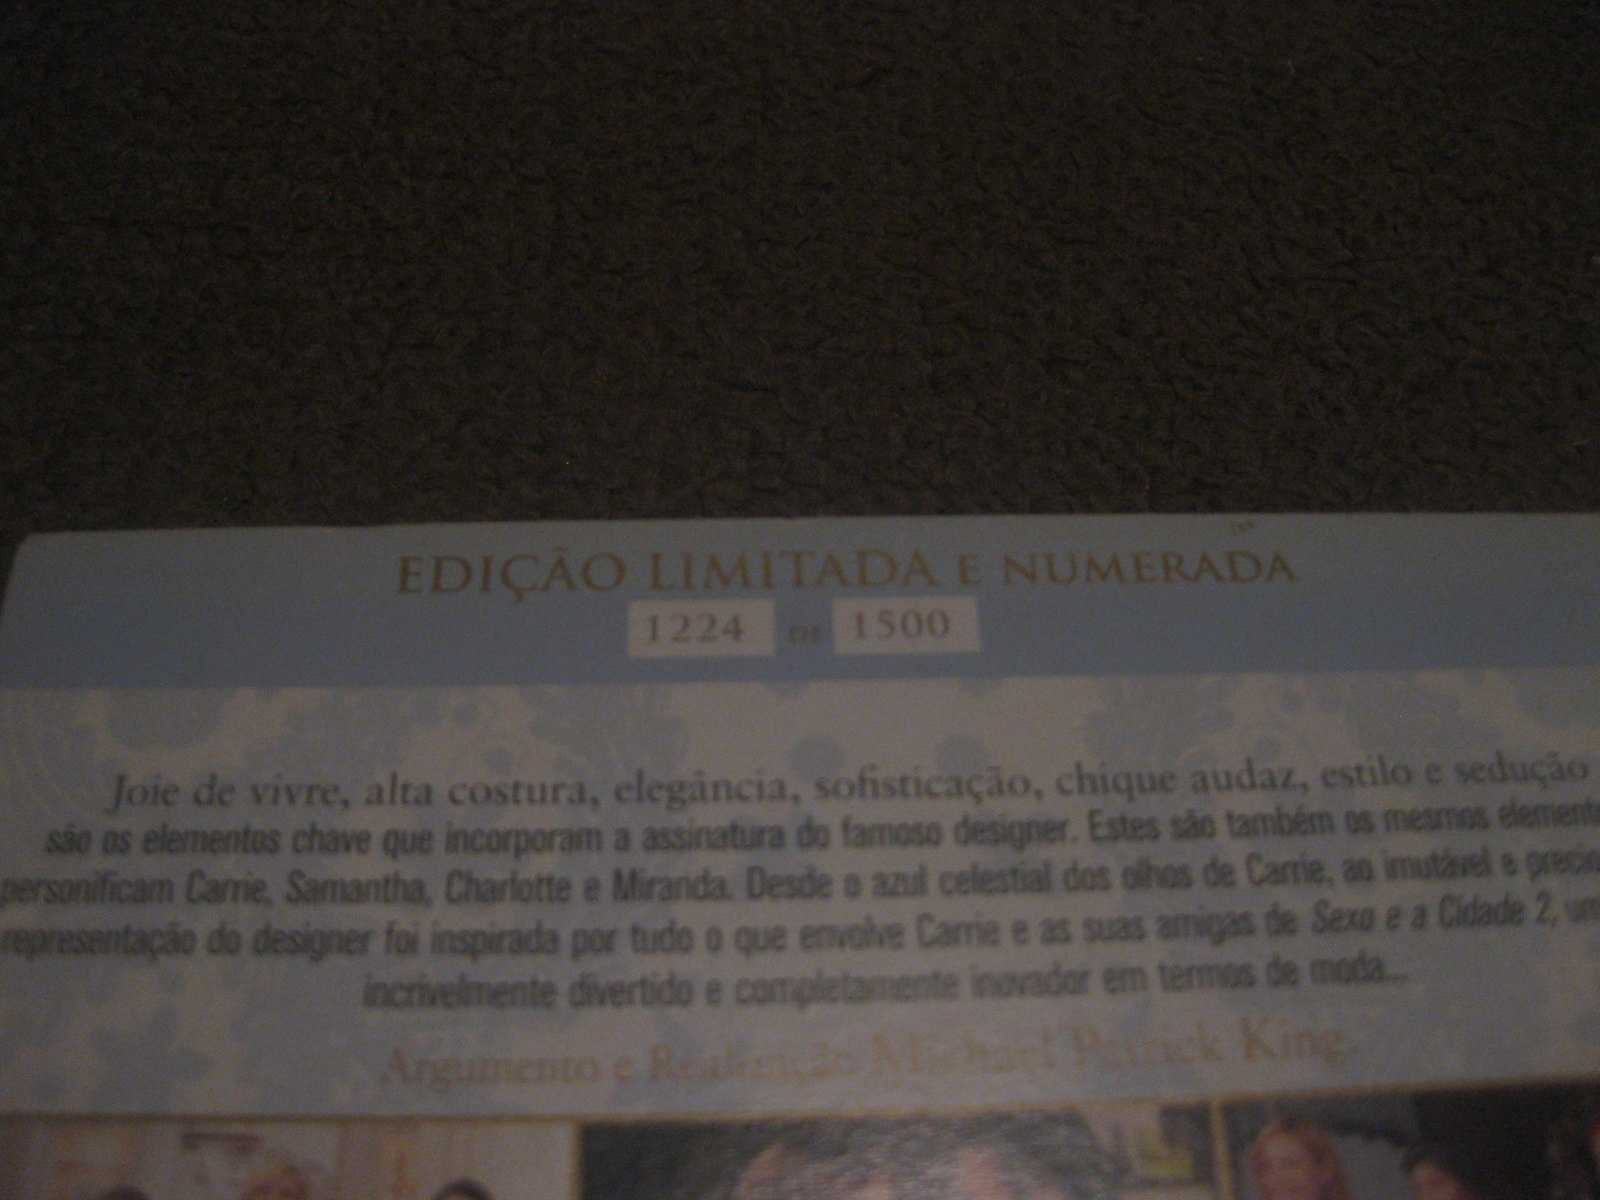 EDIÇÃO LIMITADA E NUMERADA
1224 DE 1500
Joie de vivre, alta costura, elegância, sofisticação, chique audaz, estilo e sedução
são os elementos chave que incorporam a assinatura do famoso designer. Estes são também os mesmos element
personificam Carrie, Samantha, Charlotte e Miranda. Desde o azul celestial dos olhos de Carrie, ao imutável e
representação do designer foi inspirada por tudo o que envolve Carrie e as suas amigas de Sexo e a Cidade 2,
incrivelmente divertido e completamente inovador em termos de moda...
Argumento e Realização Michael Patrick King.